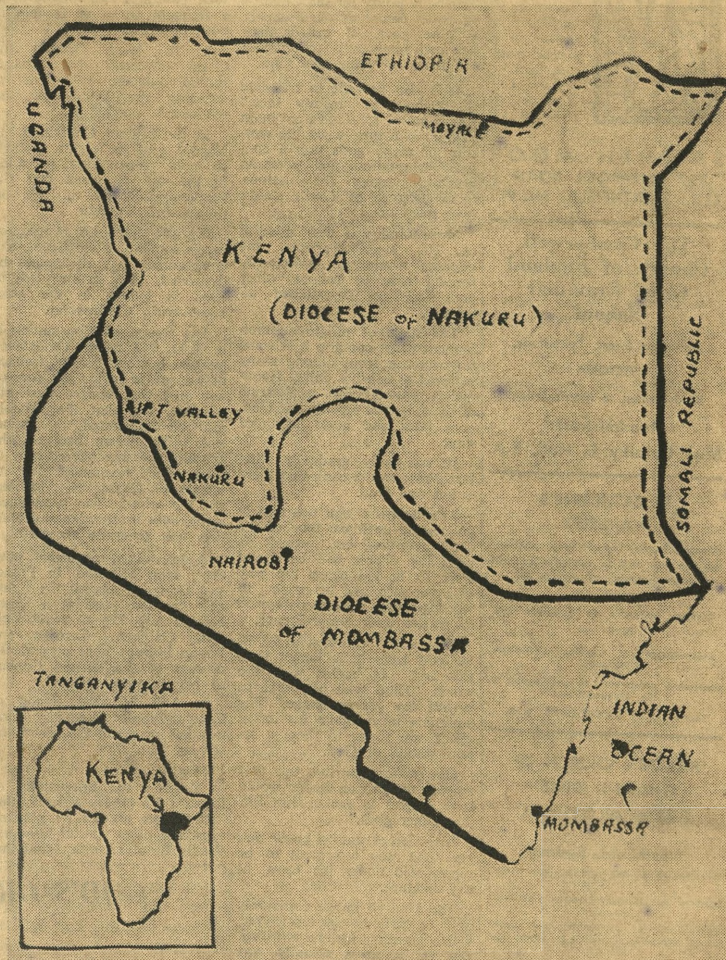 ETHIOPIA
MOYALE
UGANDA
KENYA
(DIOCESE of NAKURU)
SOMALI REPUBLIC
RIFT VALLEY
NAKURU
NAIROBI
DIOCESE
of MOMBASSA
TANGANYIKA
KENYA
INDIAN
OCEAN
MOMBASSA